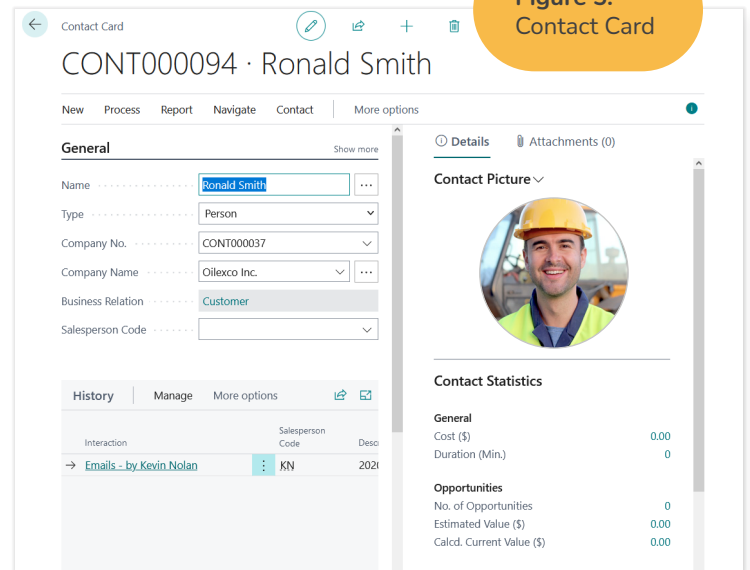 Figure 3:
Contact Card
Contact Card
CONT000094 · Ronald Smith
New Process Report Navigate Contact More options
General Show more
Name Ronald Smith
Type Person
Company No. CONT000037
Company Name Oilexco Inc.
Business Relation Customer
Salesperson Code
History Manage More options
Interaction Salesperson Code
Emails - by Kevin Nolan KN
Details Attachments (0)
Contact Picture
Contact Statistics
General
Cost ($) 0.00
Duration (Min.) 0
Opportunities
No. of Opportunities 0
Estimated Value ($) 0.00
Calcd. Current Value ($) 0.00